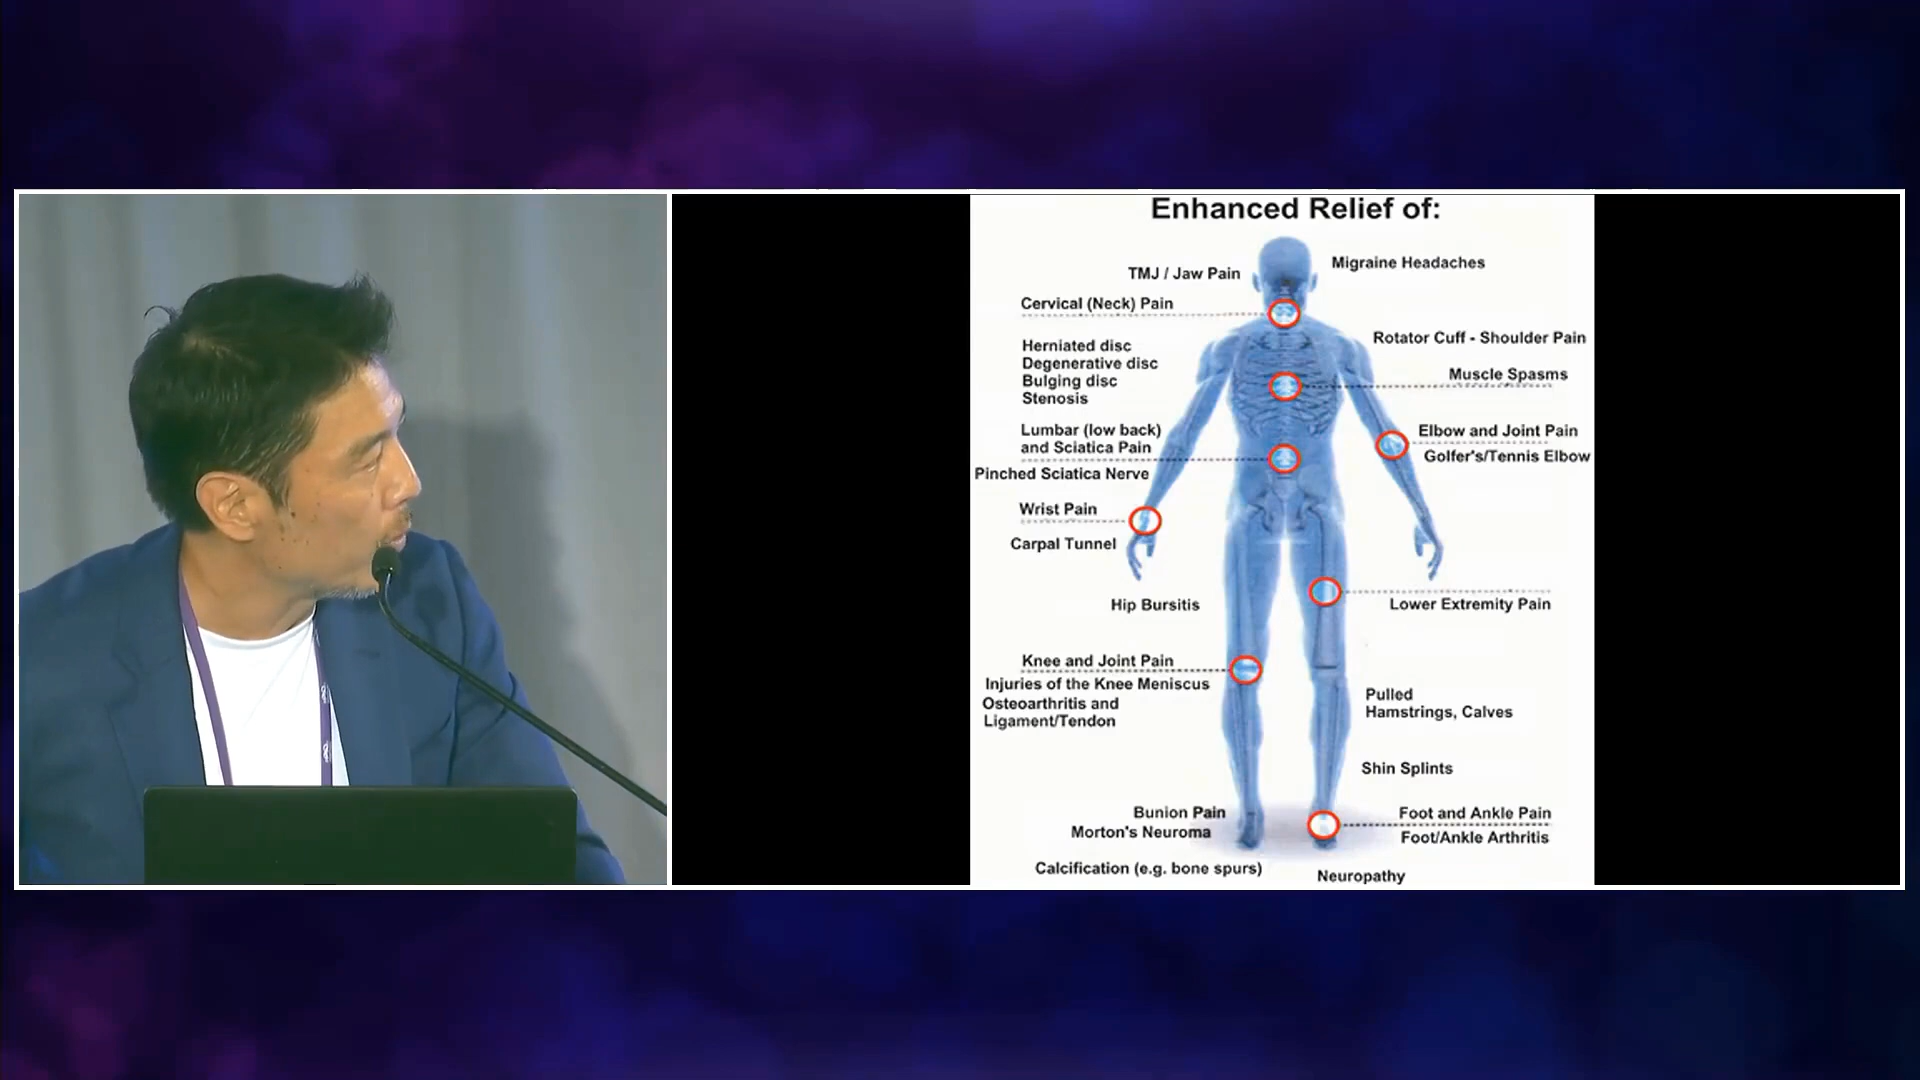 Enhanced Relief of:
TMJ / Jaw Pain
Migraine Headaches
Cervical (Neck) Pain
Rotator Cuff - Shoulder Pain
Herniated disc
Degenerative disc
Bulging disc
Stenosis
Muscle Spasms
Lumbar (low back)
and Sciatica Pain
Pinched Sciatica Nerve
Elbow and Joint Pain
Golfer's/Tennis Elbow
Wrist Pain
Carpal Tunnel
Hip Bursitis
Lower Extremity Pain
Knee and Joint Pain
Injuries of the Knee Meniscus
Osteoarthritis and
Ligament/Tendon
Pulled
Hamstrings, Calves
Shin Splints
Bunion Pain
Morton's Neuroma
Foot and Ankle Pain
Foot/Ankle Arthritis
Calcification (e.g. bone spurs)
Neuropathy